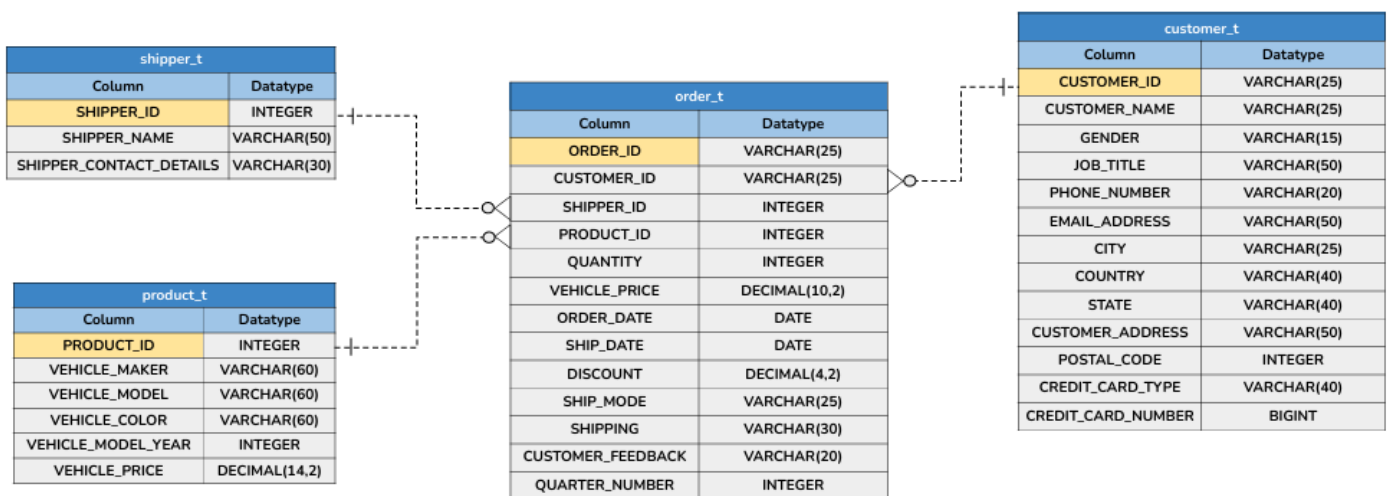 shipper_t
Column Datatype
SHIPPER_ID INTEGER
SHIPPER_NAME VARCHAR(50)
SHIPPER_CONTACT_DETAILS VARCHAR(30)
product_t
Column Datatype
PRODUCT_ID INTEGER
VEHICLE_MAKER VARCHAR(60)
VEHICLE_MODEL VARCHAR(60)
VEHICLE_COLOR VARCHAR(60)
VEHICLE_MODEL_YEAR INTEGER
VEHICLE_PRICE DECIMAL(14,2)
order_t
Column Datatype
ORDER_ID VARCHAR(25)
CUSTOMER_ID VARCHAR(25)
SHIPPER_ID INTEGER
PRODUCT_ID INTEGER
QUANTITY INTEGER
VEHICLE_PRICE DECIMAL(10,2)
ORDER_DATE DATE
SHIP_DATE DATE
DISCOUNT DECIMAL(4,2)
SHIP_MODE VARCHAR(25)
SHIPPING VARCHAR(30)
CUSTOMER_FEEDBACK VARCHAR(20)
QUARTER_NUMBER INTEGER
customer_t
Column Datatype
CUSTOMER_ID VARCHAR(25)
CUSTOMER_NAME VARCHAR(25)
GENDER VARCHAR(15)
JOB_TITLE VARCHAR(50)
PHONE_NUMBER VARCHAR(20)
EMAIL_ADDRESS VARCHAR(50)
CITY VARCHAR(25)
COUNTRY VARCHAR(40)
STATE VARCHAR(40)
CUSTOMER_ADDRESS VARCHAR(50)
POSTAL_CODE INTEGER
CREDIT_CARD_TYPE VARCHAR(40)
CREDIT_CARD_NUMBER BIGINT